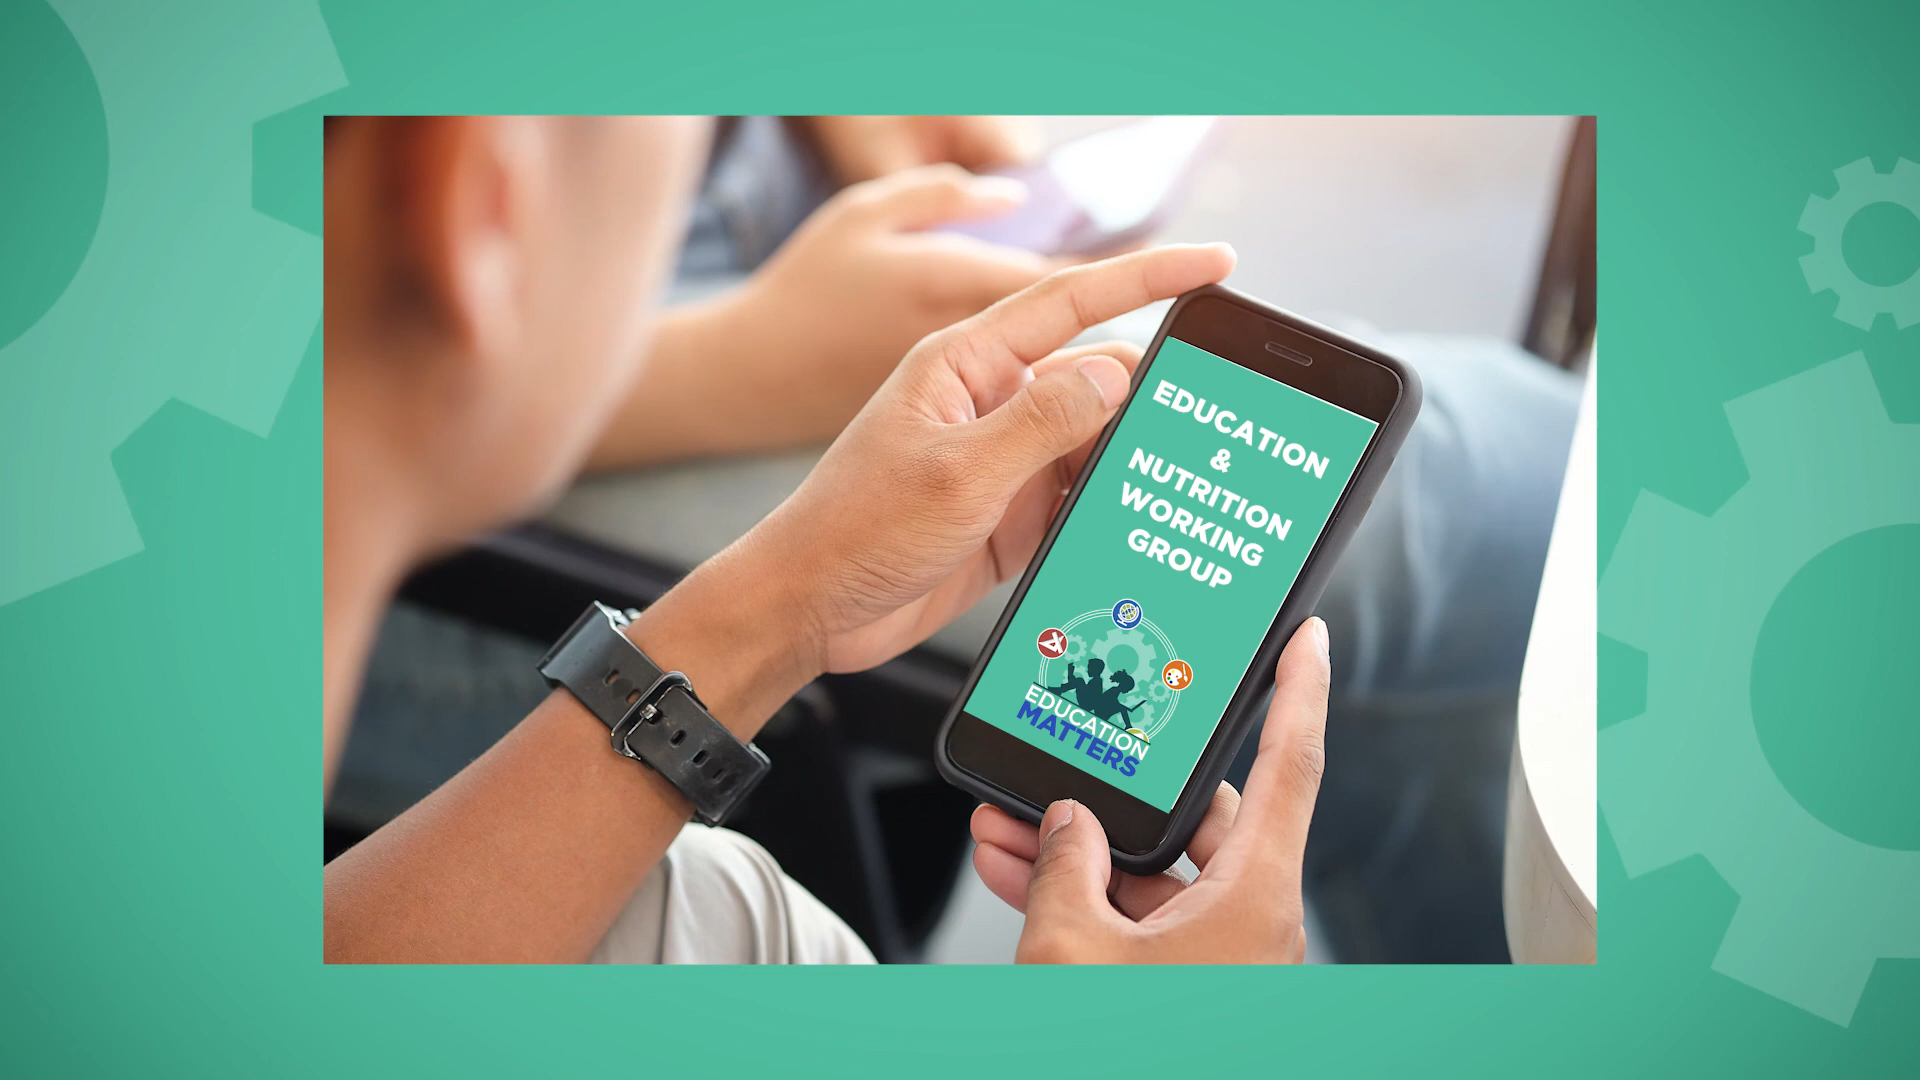 EDUCATION
&
NUTRITION
WORKING
GROUP
EDUCATION
MATTERS